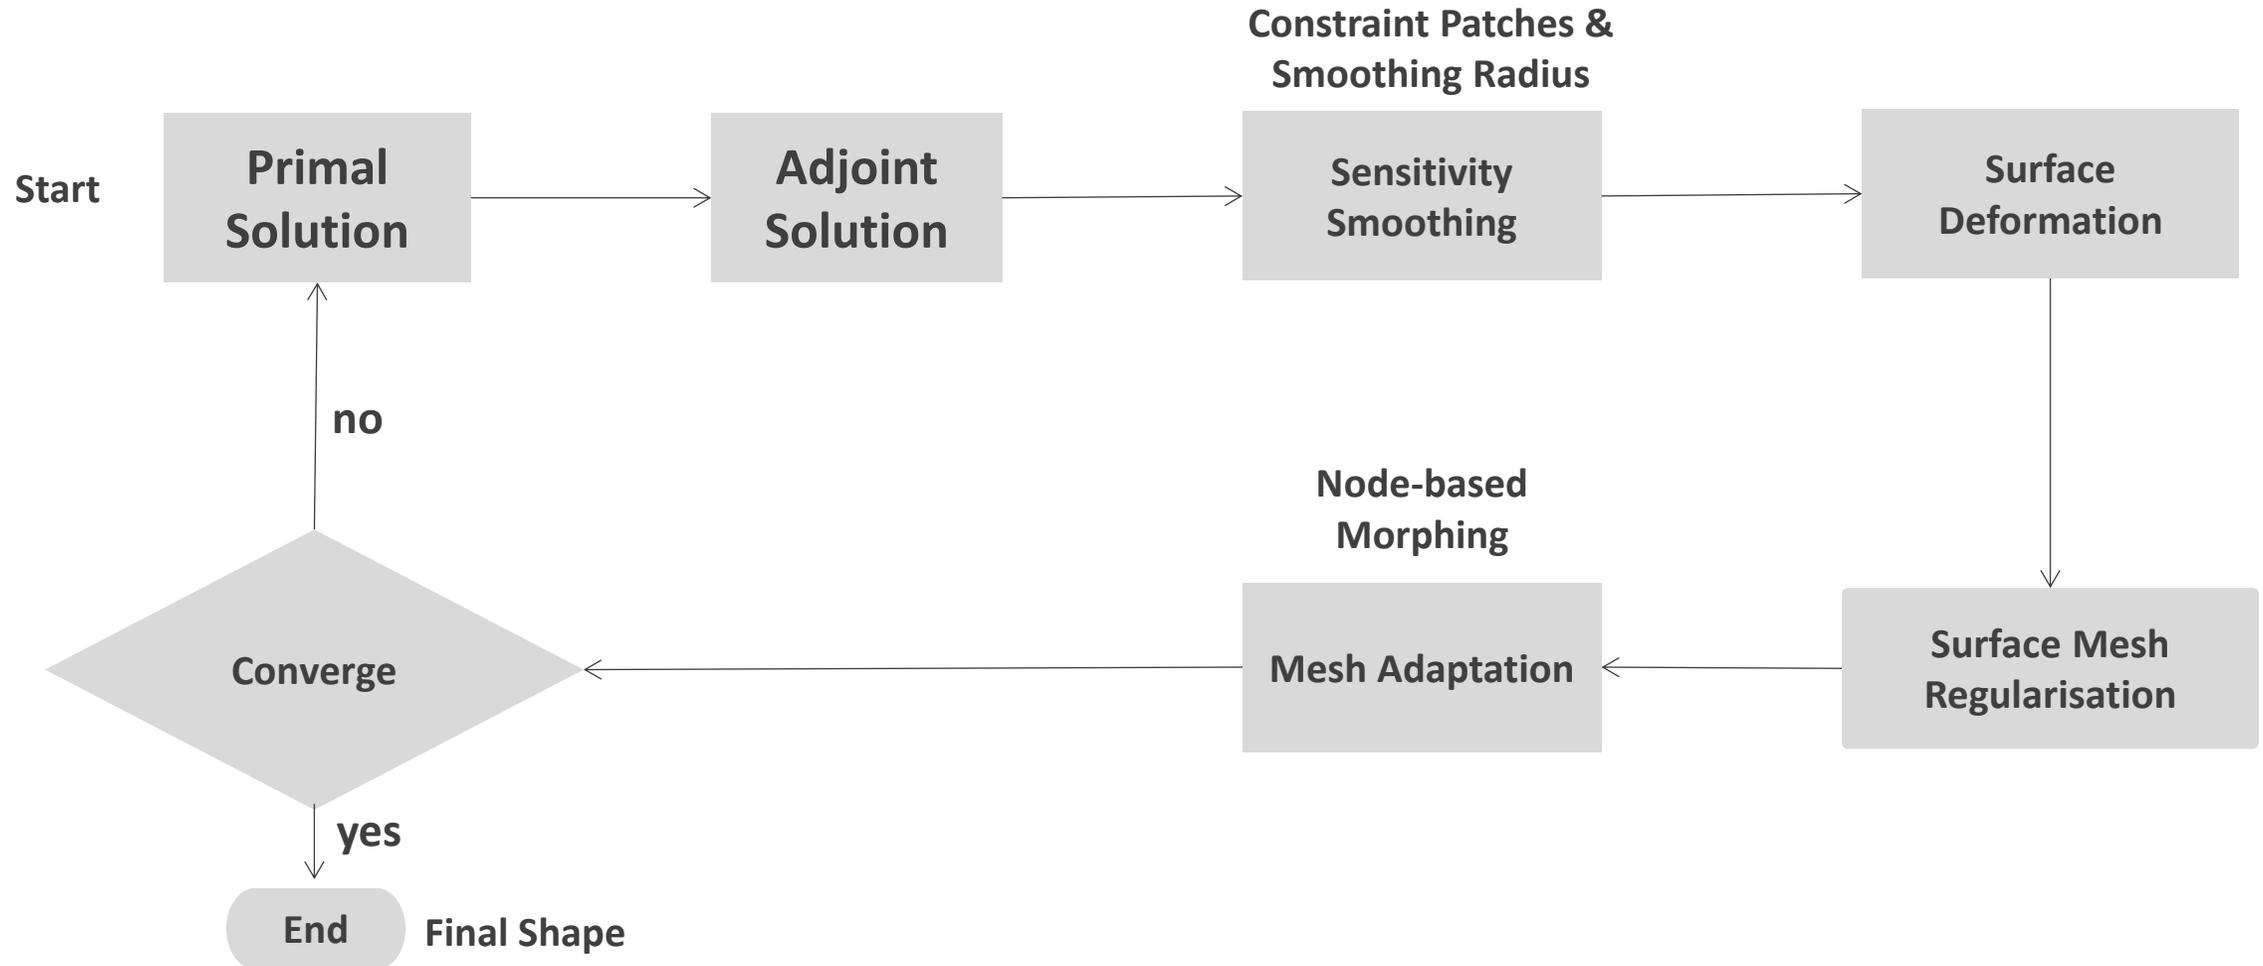 Constraint Patches &
Smoothing Radius
Start
Primal
Solution
Adjoint
Solution
Sensitivity
Smoothing
Surface
Deformation
no
Node-based
Morphing
Converge
Mesh Adaptation
Surface Mesh
Regularisation
yes
End
Final Shape